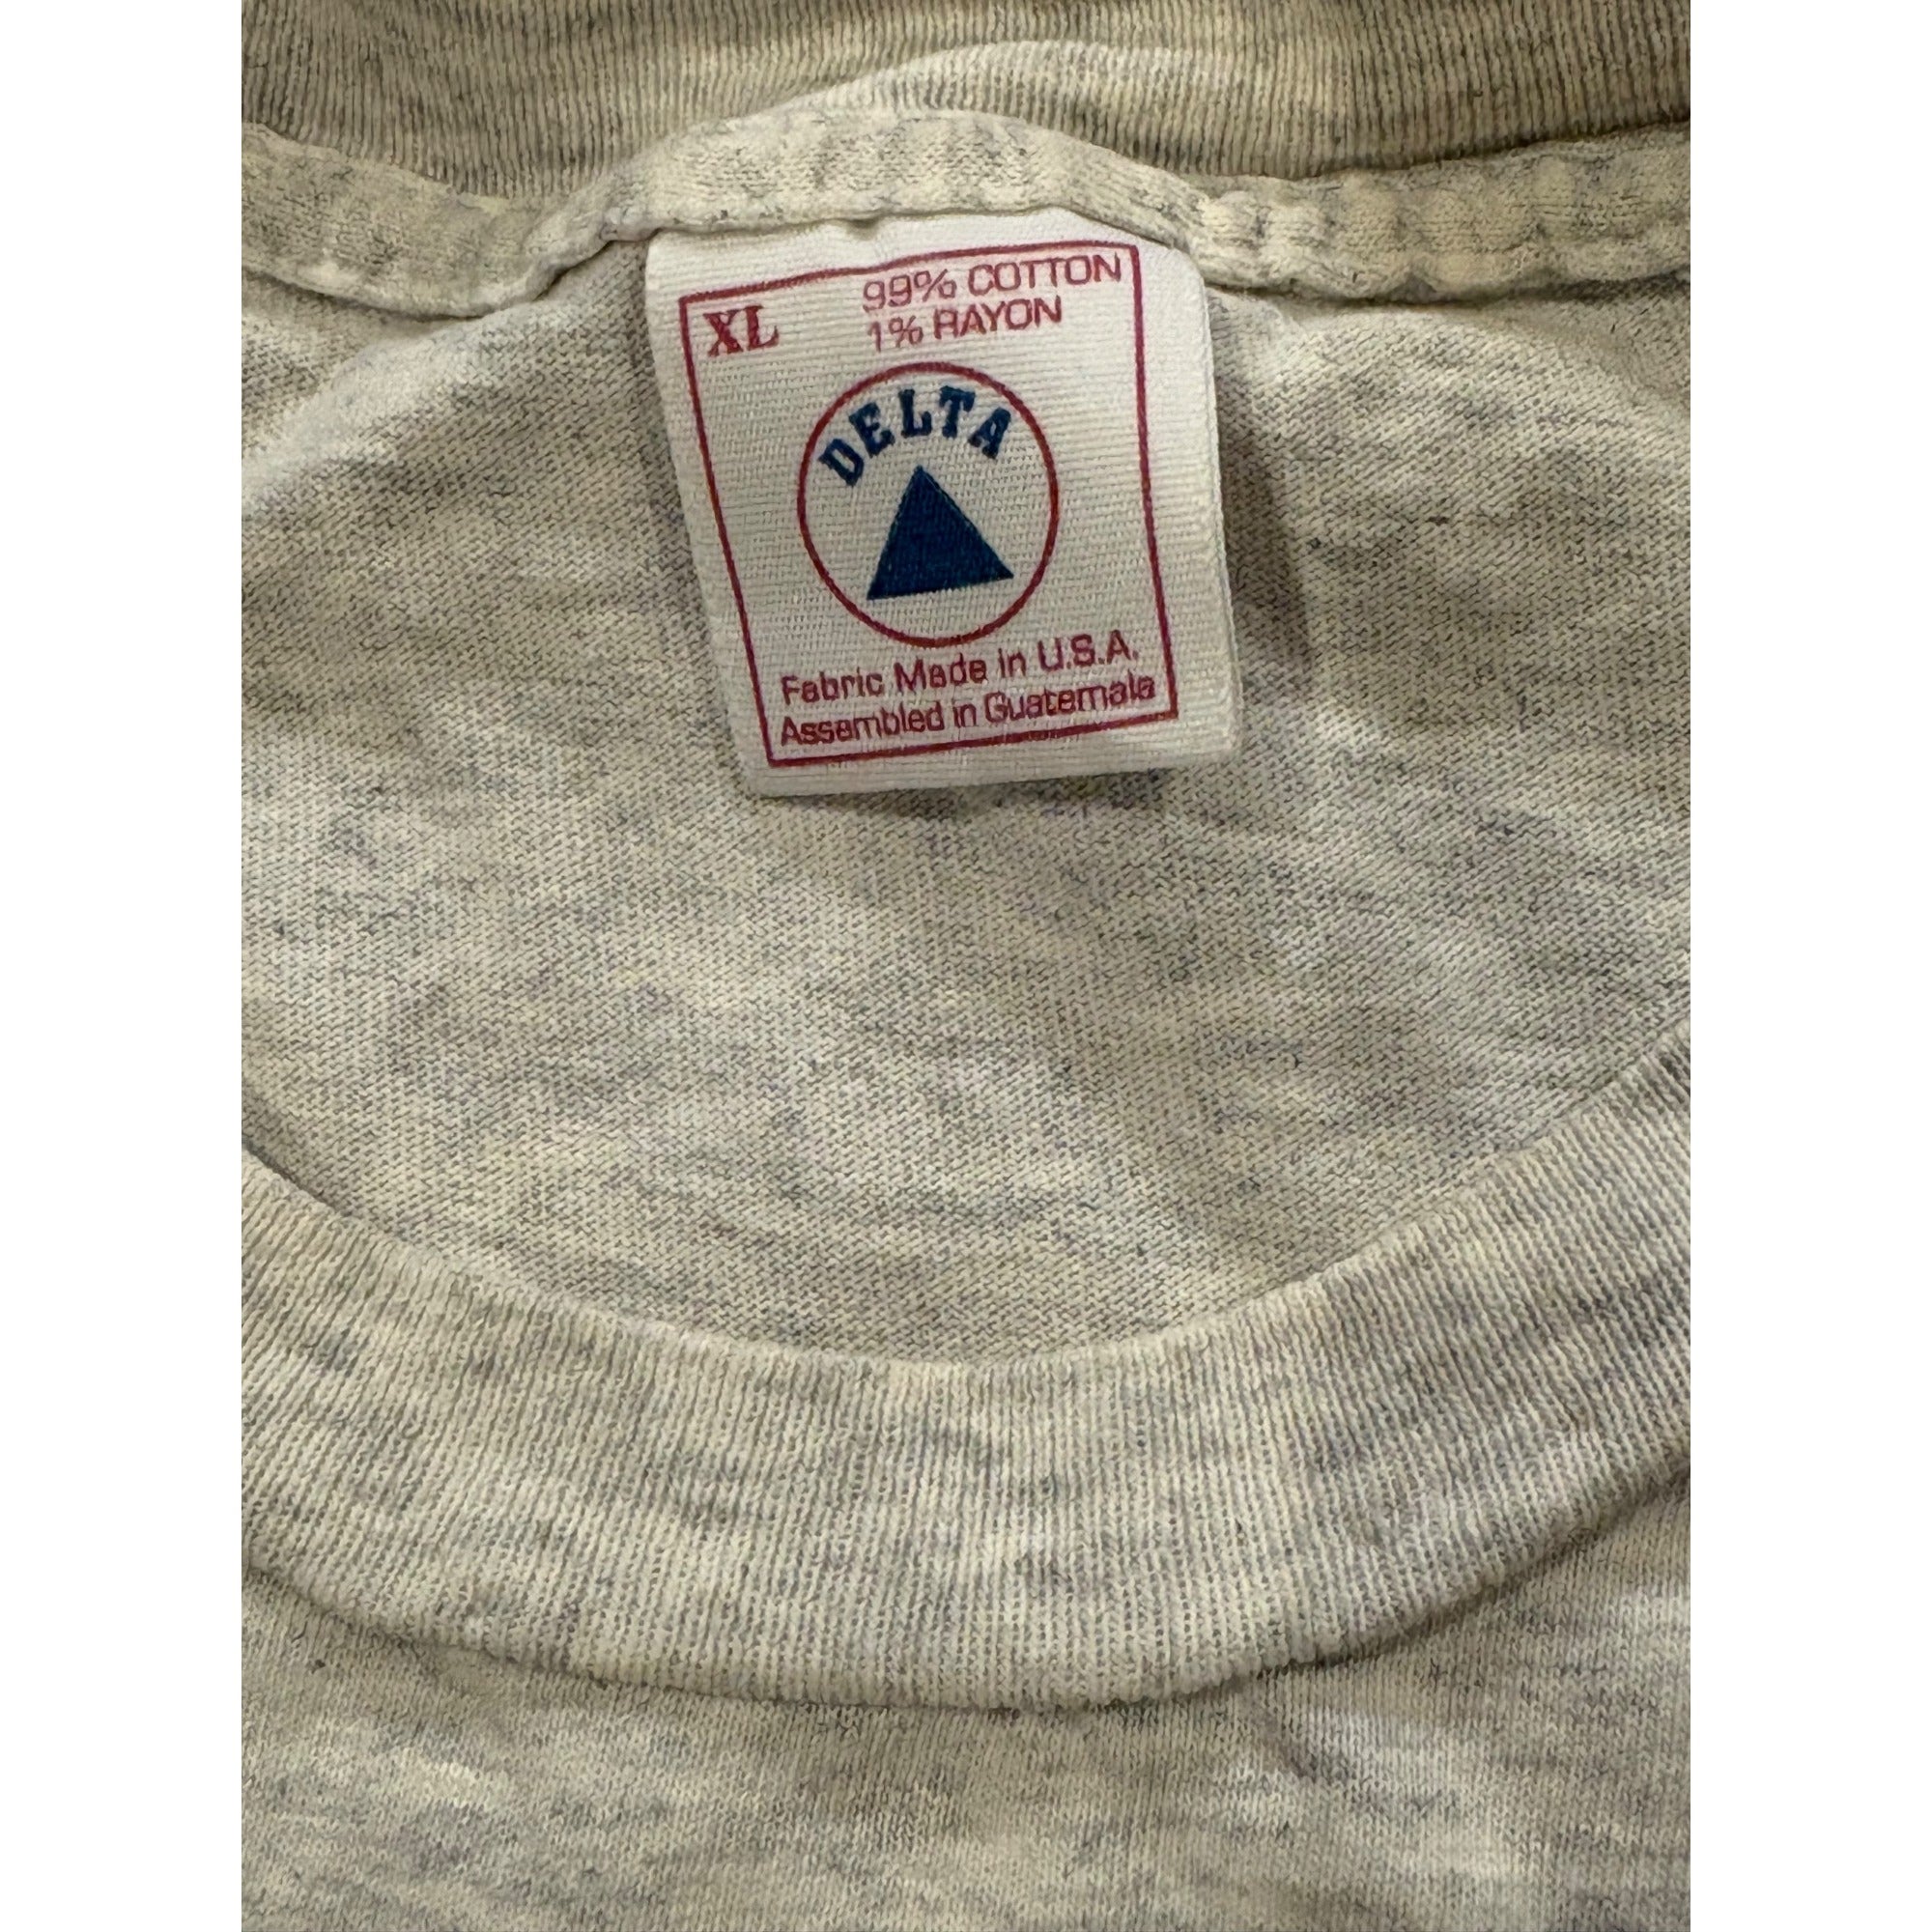 XL
99% COTTON
1% RAYON
DELTA
Fabric Made in U.S.A.
Assembled in Guatemala